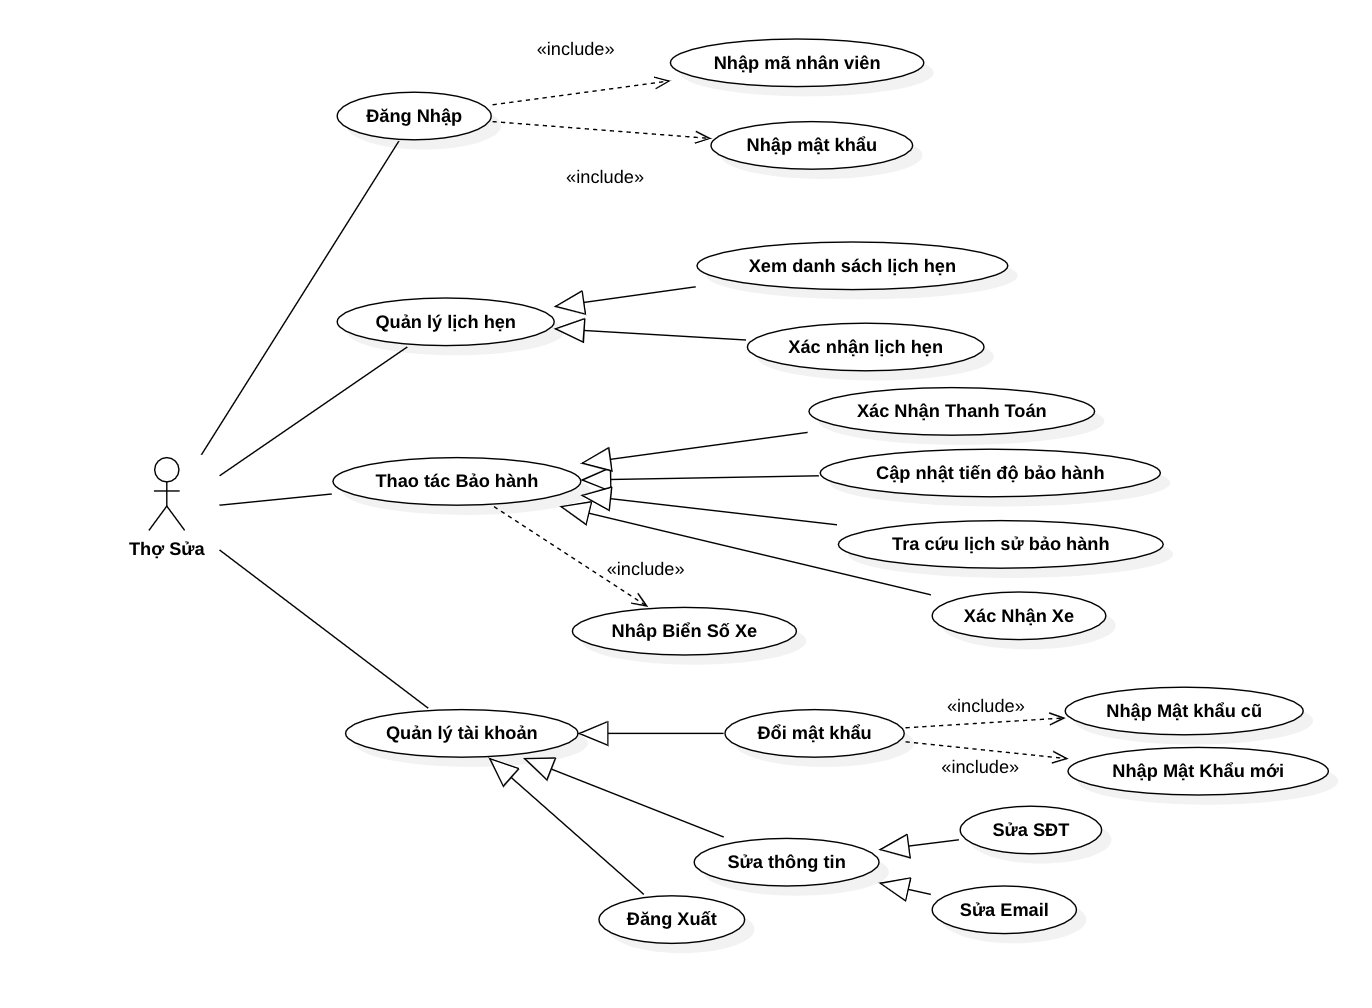 «include»
Nhập mã nhân viên
Đăng Nhập
Nhập mật khẩu
«include»
Xem danh sách lịch hẹn
Quản lý lịch hẹn
Xác nhận lịch hẹn
Xác Nhận Thanh Toán
Thao tác Bảo hành
Cập nhật tiến độ bảo hành
Thợ Sửa
Tra cứu lịch sử bảo hành
«include»
Xác Nhận Xe
Nhâp Biển Số Xe
«include»
Nhập Mật khẩu cũ
Quản lý tài khoản
Đổi mật khẩu
«include»
Nhập Mật Khẩu mới
Sửa SĐT
Sửa thông tin
Sửa Email
Đăng Xuất